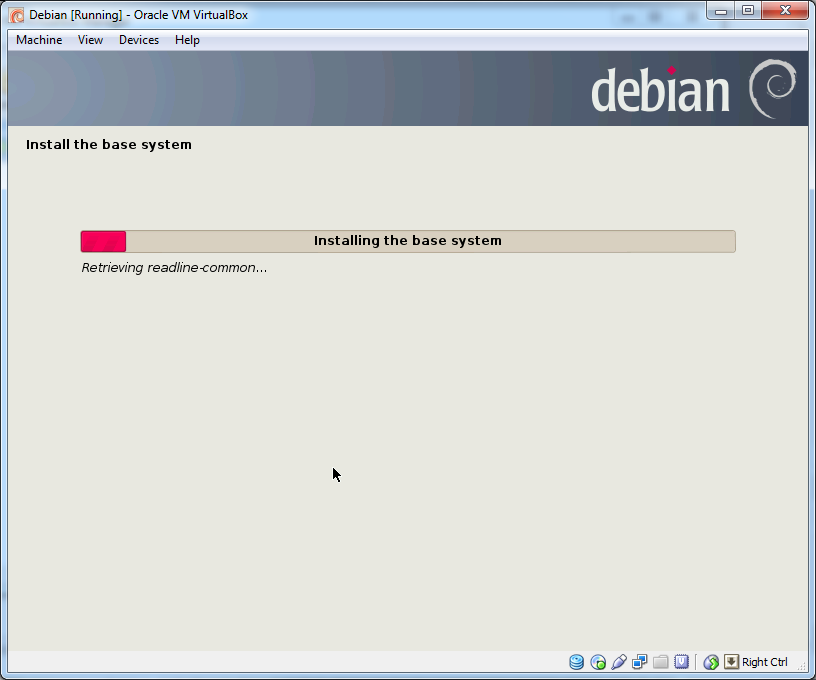 Debian [Running] - Oracle VM VirtualBox
Machine View Devices Help
debian
Install the base system
Installing the base system
Retrieving readline-common...
Right Ctrl